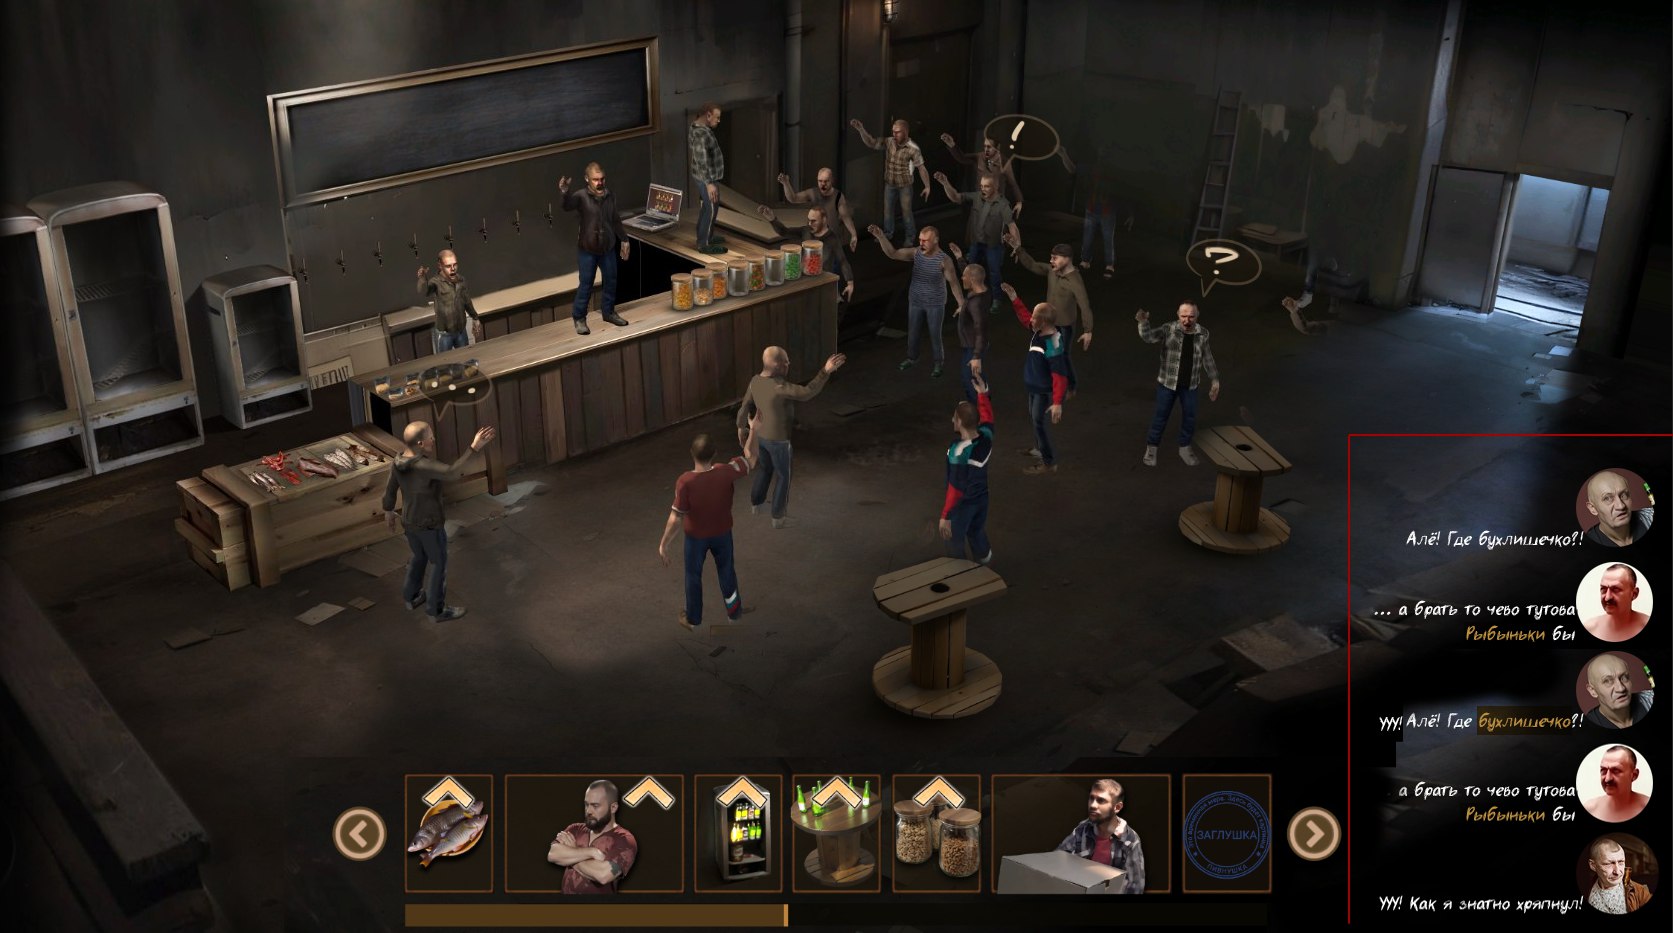 !
?
MENU
Алё! Где бухлишечко?!
... а брать то чево тутова
Рыбыньки бы
УУУ! Алё! Где бухлишечко?!
а брать то чево тутова
Рыбыньки бы
УУУ! Как я знатно хряпнул!
ЗАГЛУШКА